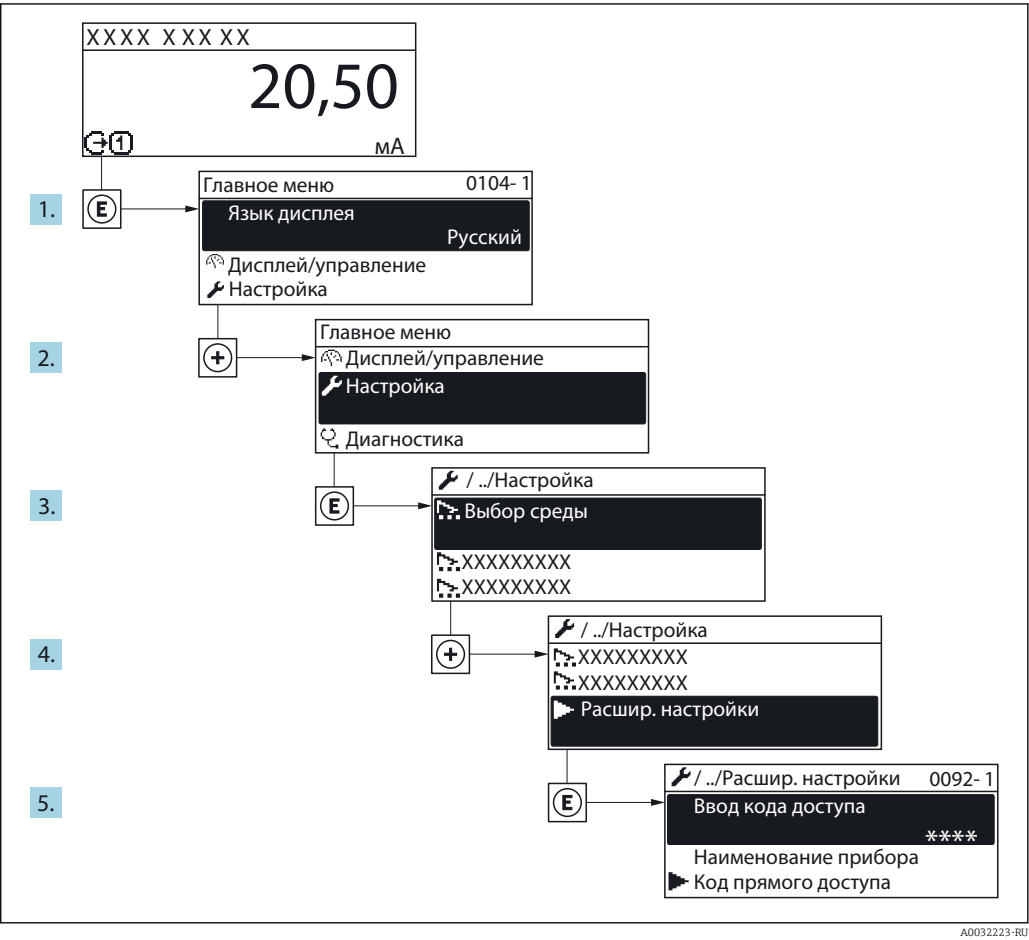 XXXX XXX XX
20,50
мА
1.
E
Главное меню 0104-1
Язык дисплея
Русский
Дисплей/управление
Настройка
2.
+
Главное меню
Дисплей/управление
Настройка
Диагностика
3.
E
/ ../Настройка
Выбор среды
XXXXXXXXX
XXXXXXXXX
4.
+
/ ../Настройка
XXXXXXXXX
XXXXXXXXX
Расшир. настройки
5.
E
/ ../Расшир. настройки 0092-1
Ввод кода доступа
****
Наименование прибора
Код прямого доступа
A0032223-RU